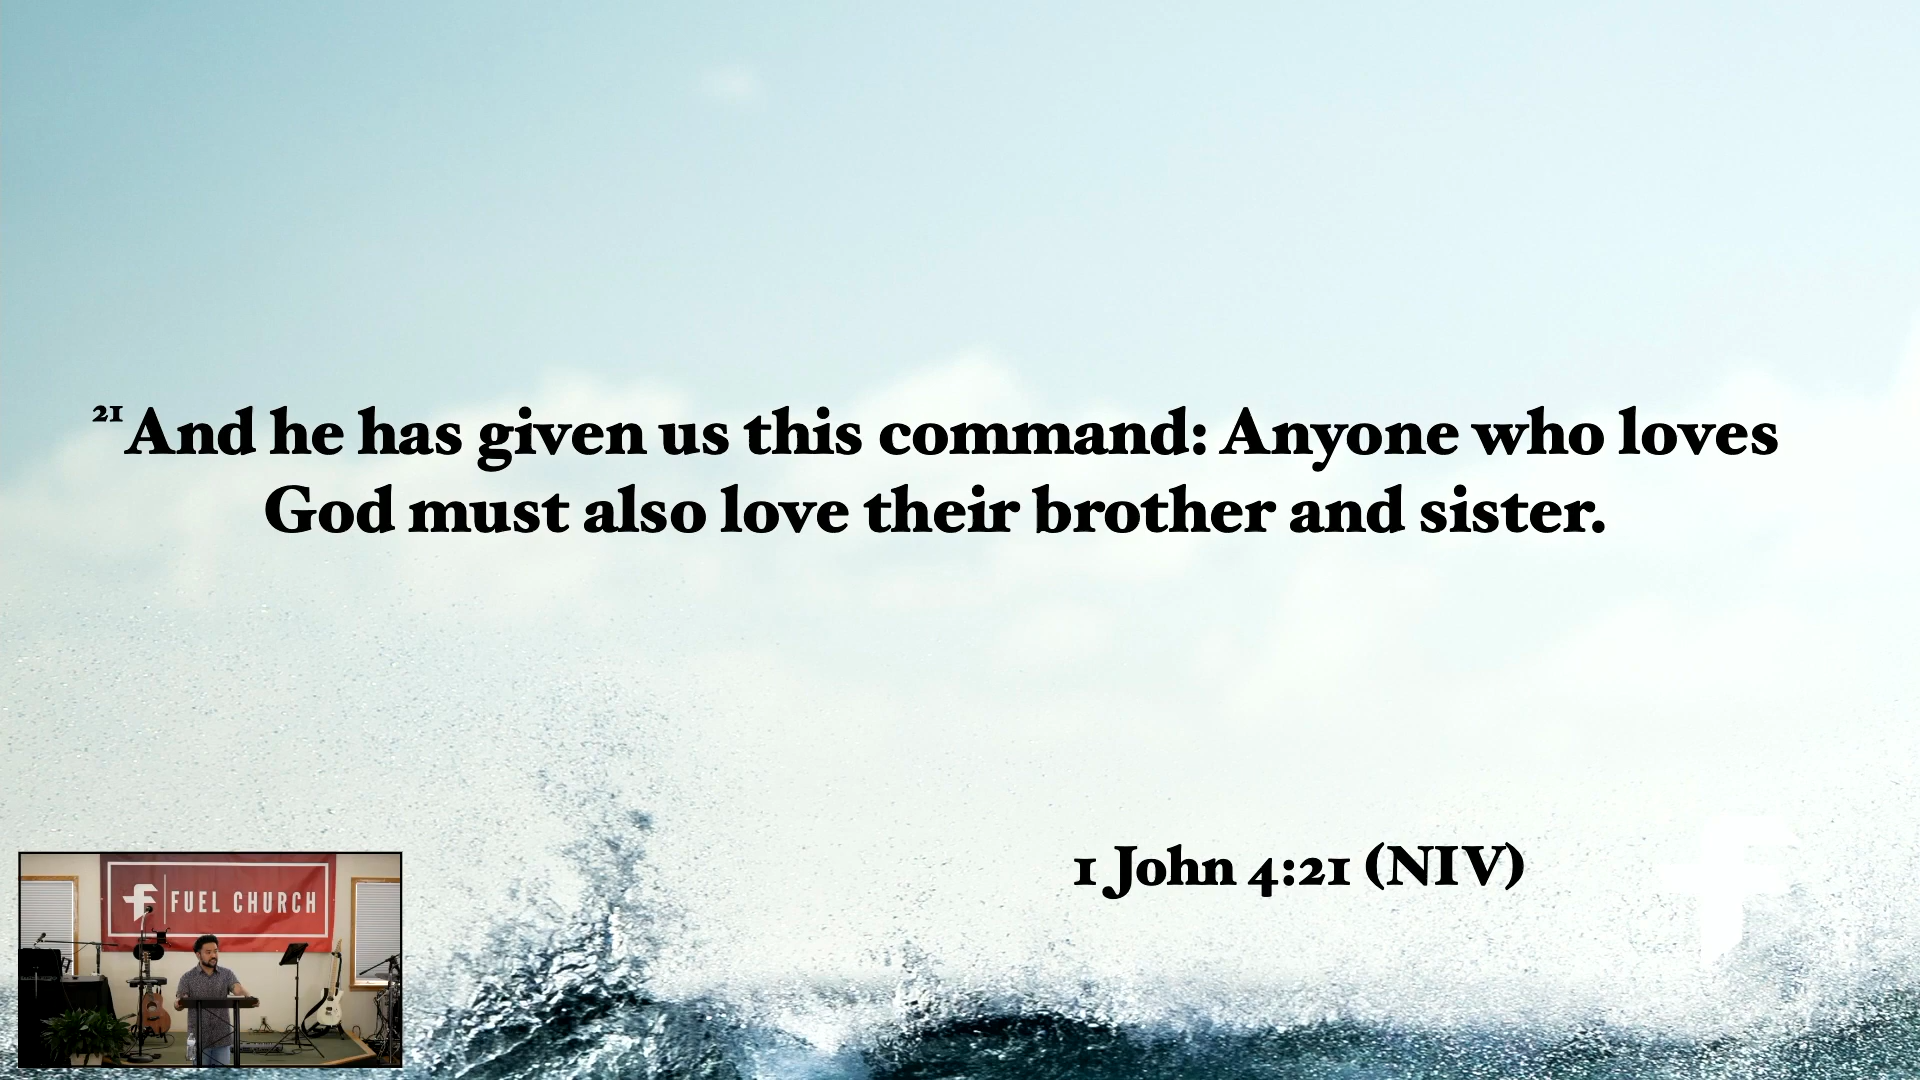 ²¹And he has given us this command: Anyone who loves
God must also love their brother and sister.
1 John 4:21 (NIV)
FUEL CHURCH